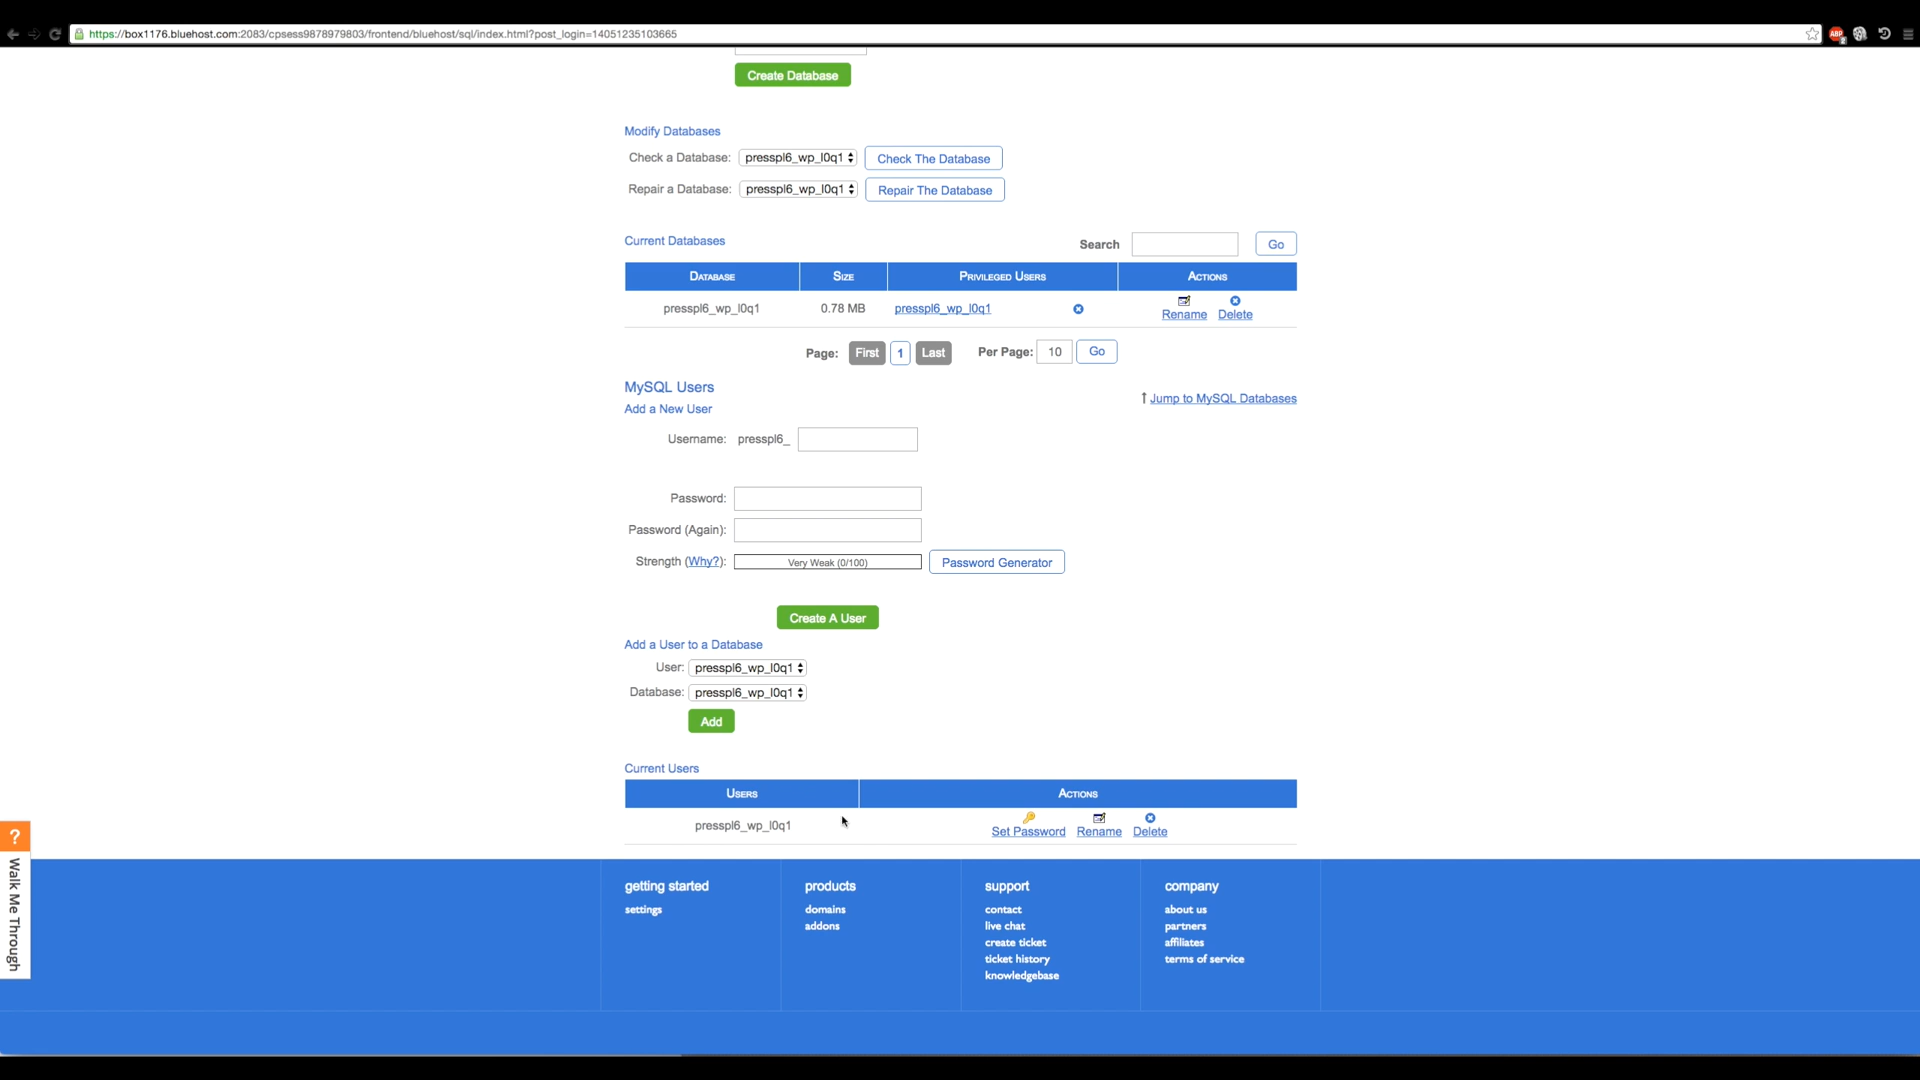 https://box1176.bluehost.com:2083/cpsess9878979803/frontend/bluehost/sql/index.html?post_login=14051235103665
ABP
Create Database
Modify Databases
Check a Database: presspl6_wp_l0q1 Check The Database
Repair a Database: presspl6_wp_l0q1 Repair The Database
Current Databases Search Go
Database Size Privileged Users Actions
presspl6_wp_l0q1 0.78 MB presspl6_wp_l0q1 Rename Delete
Page: First 1 Last Per Page: 10 Go
MySQL Users
Jump to MySQL Databases
Add a New User
Username: presspl6_
Password:
Password (Again):
Strength (Why?): Very Weak (0/100) Password Generator
Create A User
Add a User to a Database
User: presspl6_wp_l0q1
Database: presspl6_wp_l0q1
Add
Current Users
Users Actions
presspl6_wp_l0q1 Set Password Rename Delete
?
Walk Me Through
getting started
settings
products
domains
addons
support
contact
live chat
create ticket
ticket history
knowledgebase
company
about us
partners
affiliates
terms of service